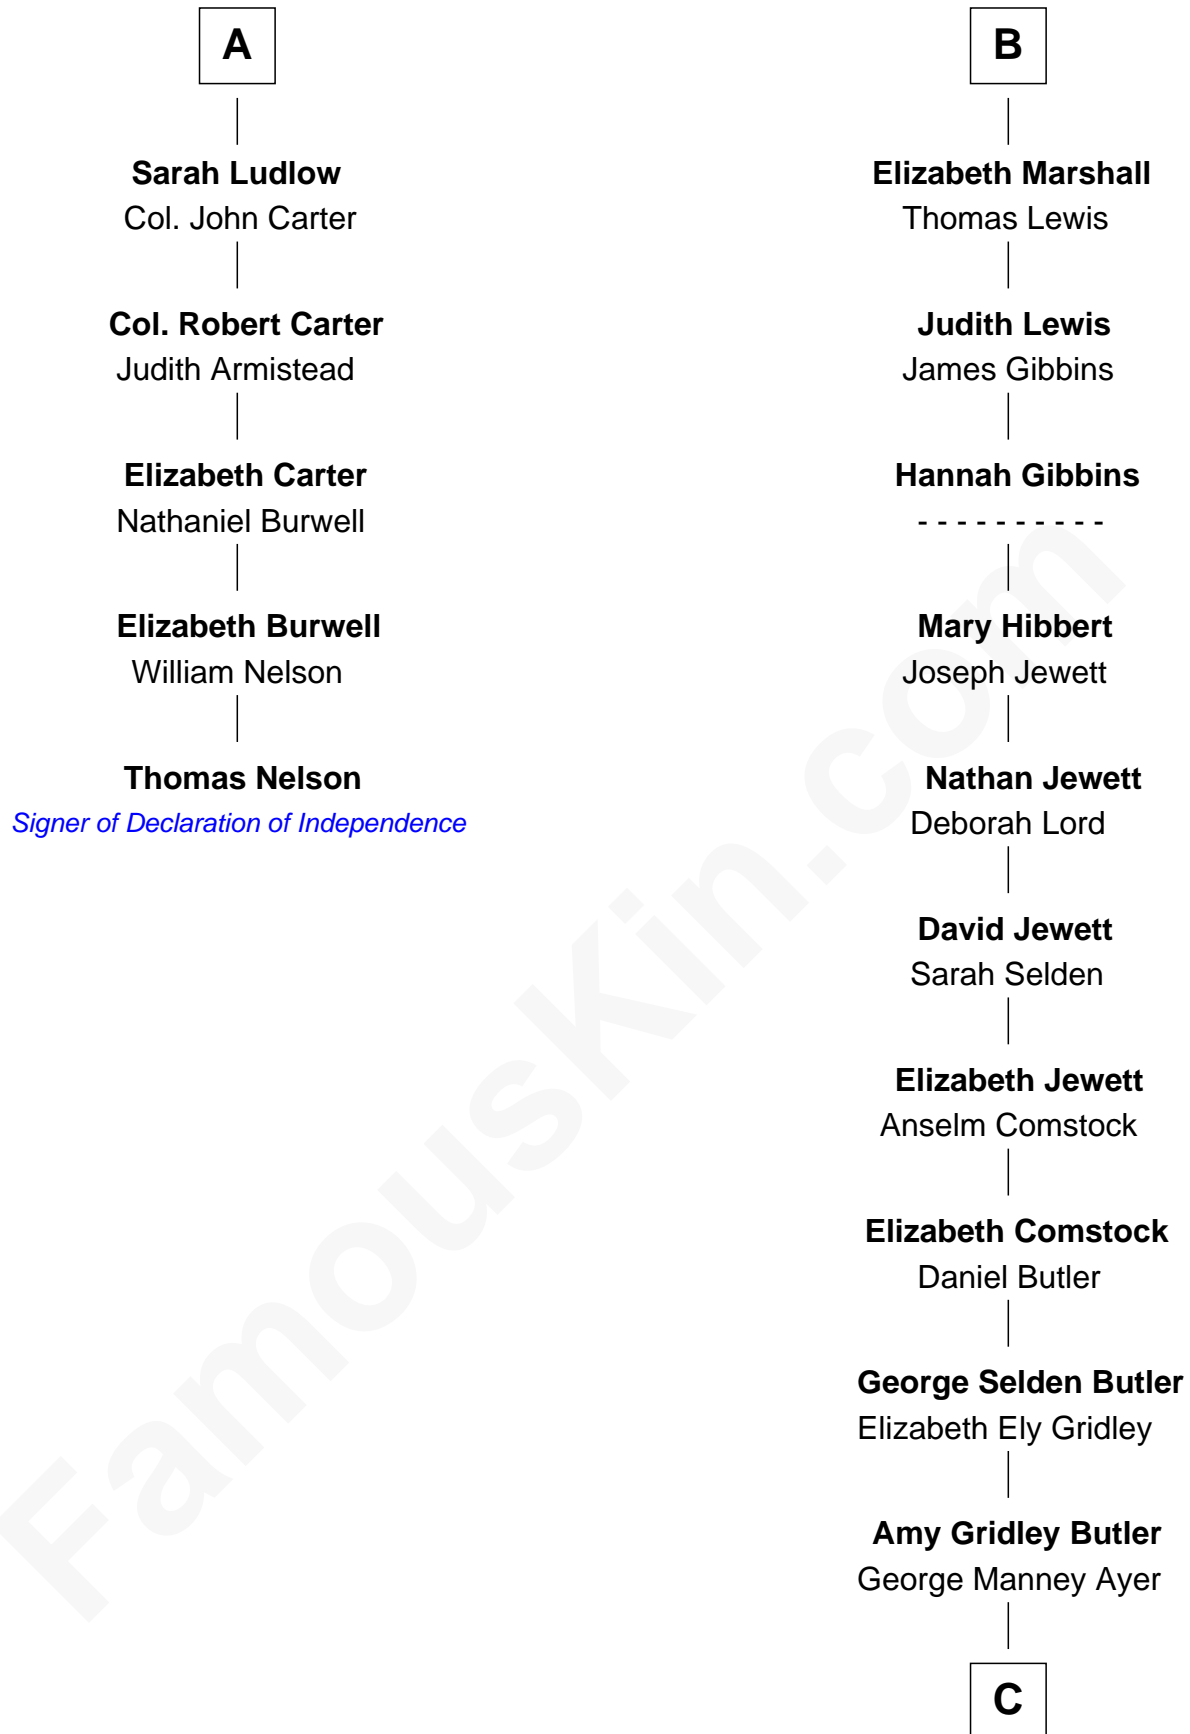 A
Sarah Ludlow
Col. John Carter
Col. Robert Carter
Judith Armistead
Elizabeth Carter
Nathaniel Burwell
Elizabeth Burwell
William Nelson
Thomas Nelson
Signer of Declaration of Independence
B
Elizabeth Marshall
Thomas Lewis
Judith Lewis
James Gibbins
Hannah Gibbins
- - - - - - - - - -
Mary Hibbert
Joseph Jewett
Nathan Jewett
Deborah Lord
David Jewett
Sarah Selden
Elizabeth Jewett
Anselm Comstock
Elizabeth Comstock
Daniel Butler
George Selden Butler
Elizabeth Ely Gridley
Amy Gridley Butler
George Manney Ayer
C
FamousKin.com